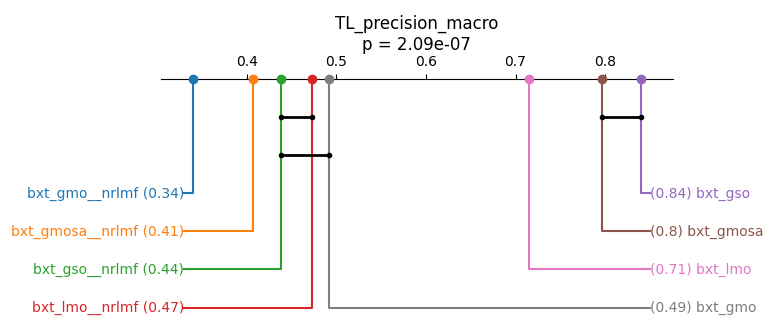 TL_precision_macro
p = 2.09e-07
0.4 0.5 0.6 0.7 0.8
bxt_gmo__nrlmf (0.34) (0.84) bxt_gso
bxt_gmosa__nrlmf (0.41) (0.8) bxt_gmosa
bxt_gso__nrlmf (0.44) (0.71) bxt_lmo
bxt_lmo__nrlmf (0.47) (0.49) bxt_gmo